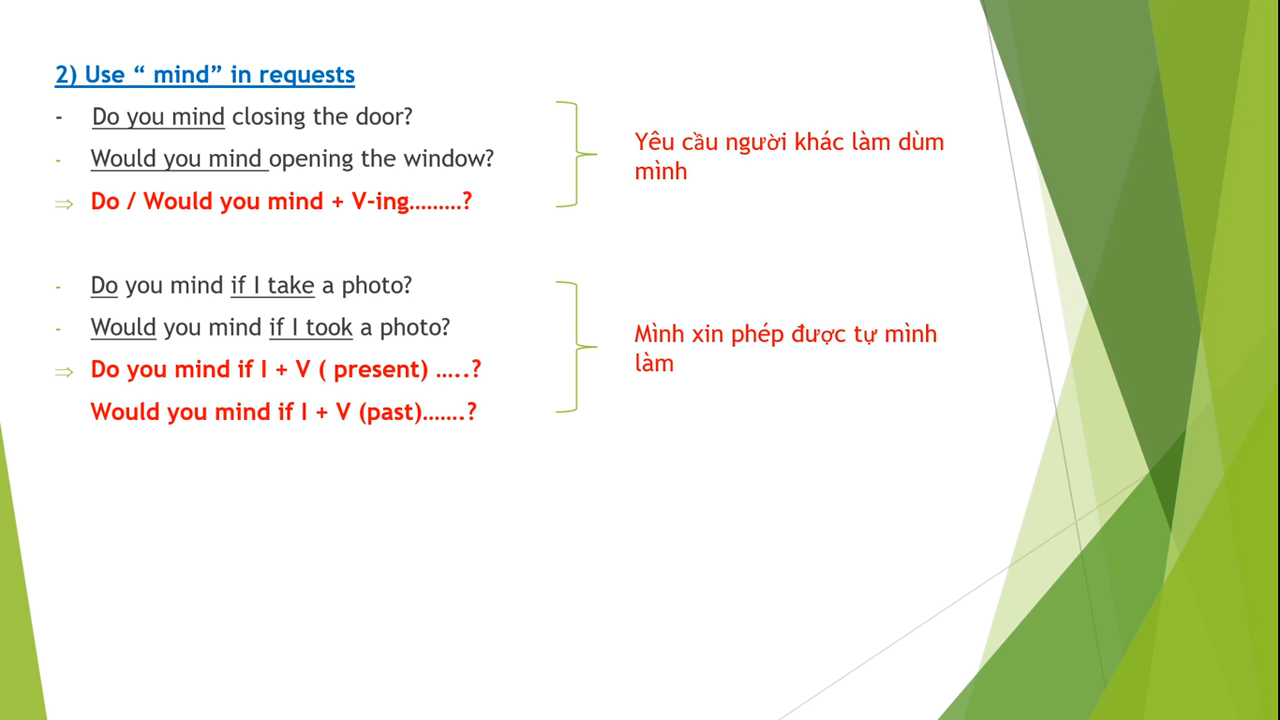 2) Use “ mind” in requests
- Do you mind closing the door?
- Would you mind opening the window?
⇒ Do / Would you mind + V-ing………?
Yêu cầu người khác làm dùm
mình
- Do you mind if I take a photo?
- Would you mind if I took a photo?
⇒ Do you mind if I + V ( present) …..?
Would you mind if I + V (past)…….?
Mình xin phép được tự mình
làm